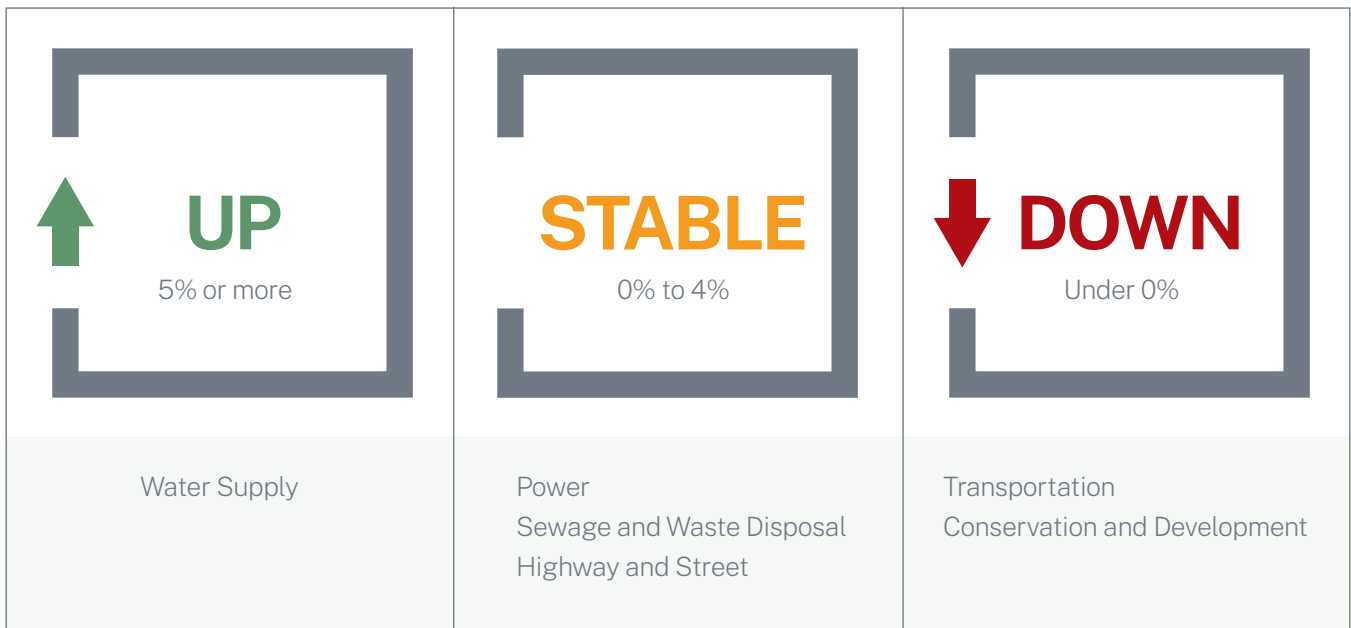 UP
5% or more
Water Supply
STABLE
0% to 4%
Power
Sewage and Waste Disposal
Highway and Street
DOWN
Under 0%
Transportation
Conservation and Development